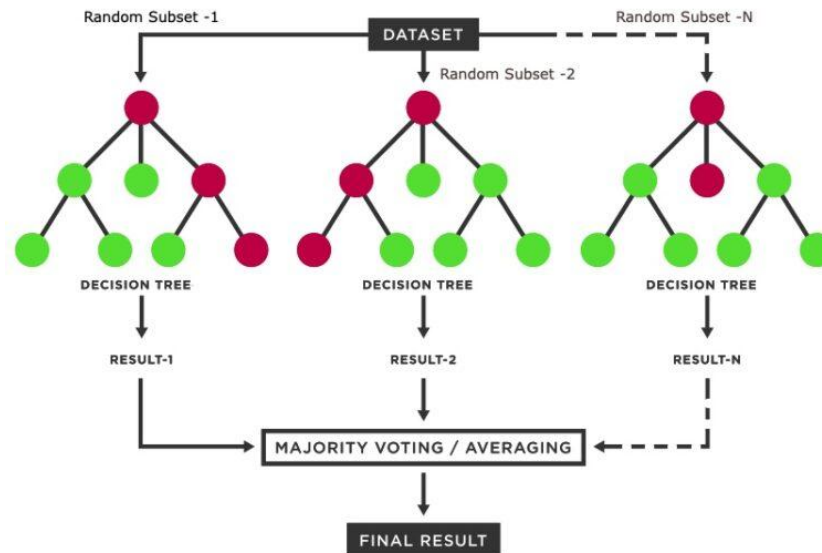 Random Subset -1
DATASET
Random Subset -N
Random Subset -2
DECISION TREE
DECISION TREE
DECISION TREE
RESULT-1
RESULT-2
RESULT-N
MAJORITY VOTING / AVERAGING
FINAL RESULT